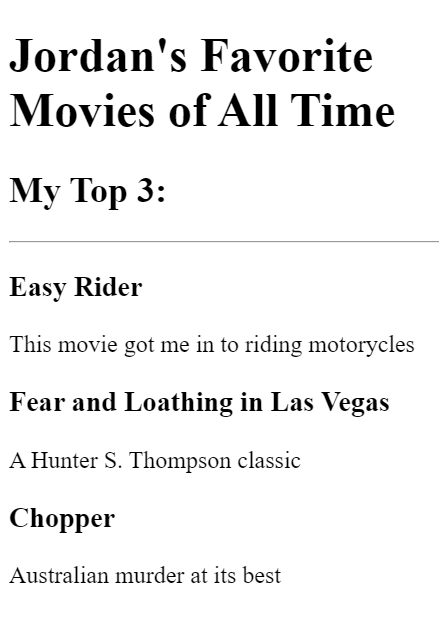 Jordan's Favorite
Movies of All Time
My Top 3:
Easy Rider
This movie got me in to riding motorycles
Fear and Loathing in Las Vegas
A Hunter S. Thompson classic
Chopper
Australian murder at its best